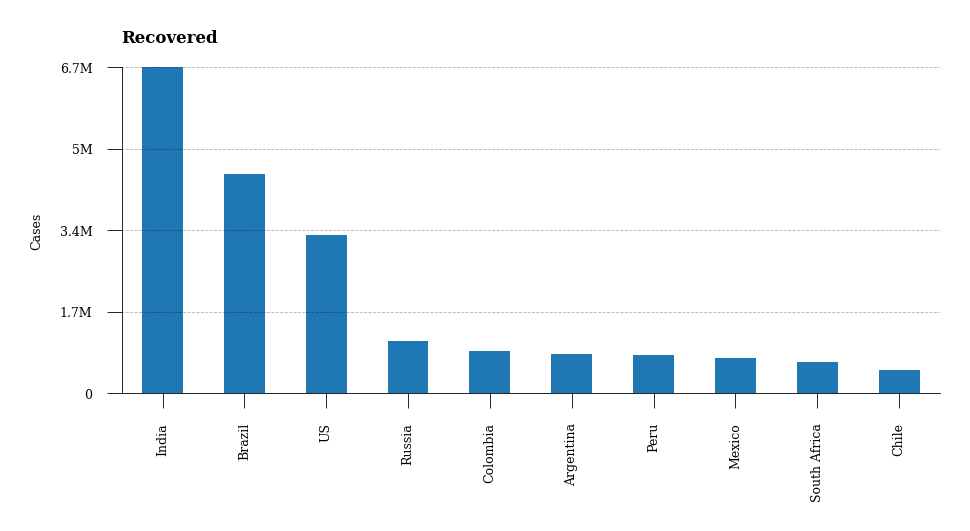 Recovered
6.7M
5M
3.4M
1.7M
0
Cases
India
Brazil
US
Russia
Colombia
Argentina
Peru
Mexico
South Africa
Chile